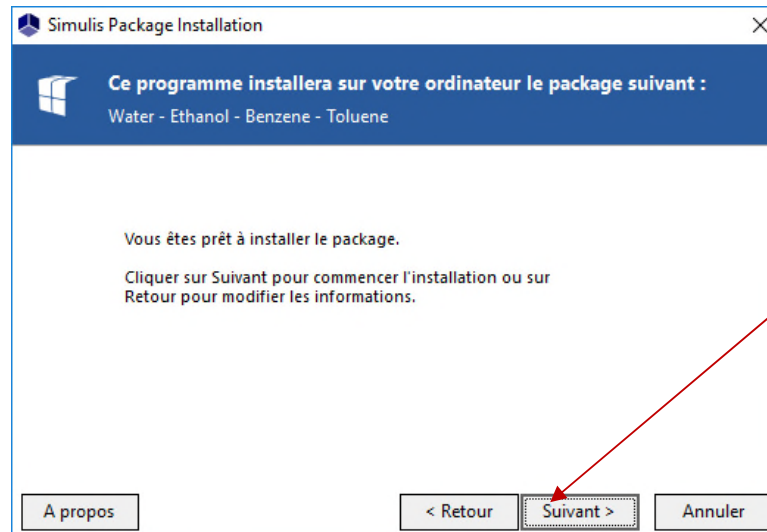 Simulis Package Installation
Ce programme installera sur votre ordinateur le package suivant :
Water - Ethanol - Benzene - Toluene
Vous êtes prêt à installer le package.
Cliquer sur Suivant pour commencer l'installation ou sur
Retour pour modifier les informations.
A propos
< Retour
Suivant >
Annuler